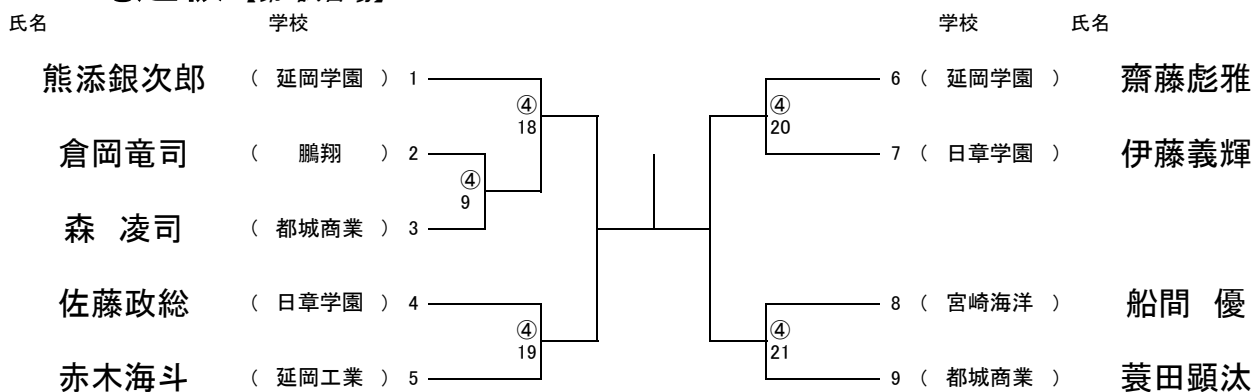 氏名 学校 学校 氏名
熊添銀次郎 （ 延岡学園 ） 1 6 （ 延岡学園 ） 齋藤彪雅
④ ④
18 20
倉岡竜司 （ 鵬翔 ） 2 7 （ 日章学園 ） 伊藤義輝
④
9
森 凌司 （ 都城商業 ） 3
佐藤政総 （ 日章学園 ） 4 8 （ 宮崎海洋 ） 船間 優
④ ④
19 21
赤木海斗 （ 延岡工業 ） 5 9 （ 都城商業 ） 蓑田顕汰